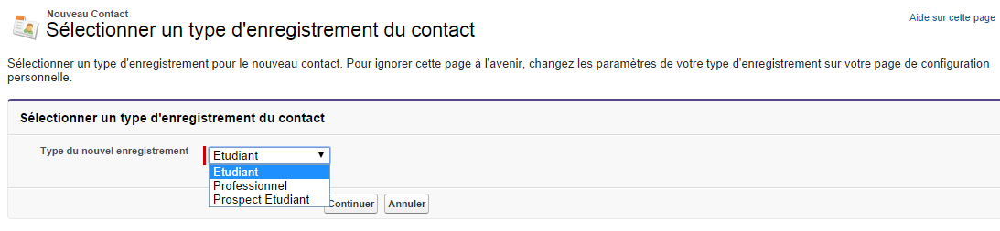 Nouveau Contact
Sélectionner un type d'enregistrement du contact
Aide sur cette page
Sélectionner un type d'enregistrement pour le nouveau contact. Pour ignorer cette page à l'avenir, changez les paramètres de votre type d'enregistrement sur votre page de configuration
personnelle.
Sélectionner un type d'enregistrement du contact
Type du nouvel enregistrement
Etudiant
Etudiant
Professionnel
Prospect Etudiant
Continuer
Annuler